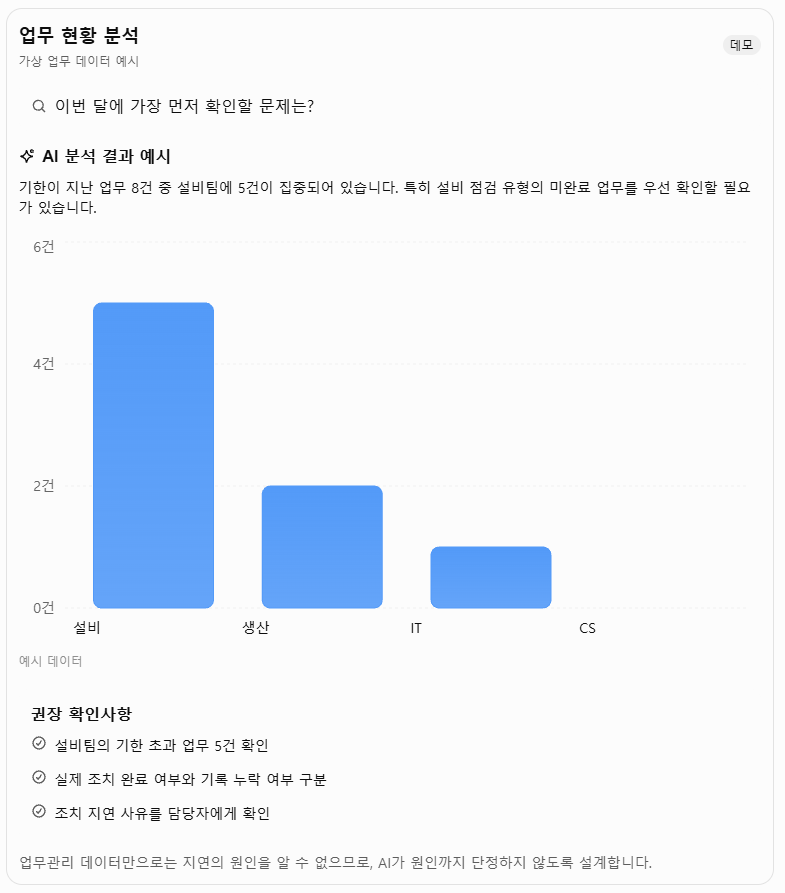 업무 현황 분석
가상 업무 데이터 예시
데모
이번 달에 가장 먼저 확인할 문제는?
AI 분석 결과 예시
기한이 지난 업무 8건 중 설비팀에 5건이 집중되어 있습니다. 특히 설비 점검 유형의 미완료 업무를 우선 확인할 필요
가 있습니다.
6건
4건
2건
0건
설비 생산 IT CS
예시 데이터
권장 확인사항
설비팀의 기한 초과 업무 5건 확인
실제 조치 완료 여부와 기록 누락 여부 구분
조치 지연 사유를 담당자에게 확인
업무관리 데이터만으로는 지연의 원인을 알 수 없으므로, AI가 원인까지 단정하지 않도록 설계합니다.